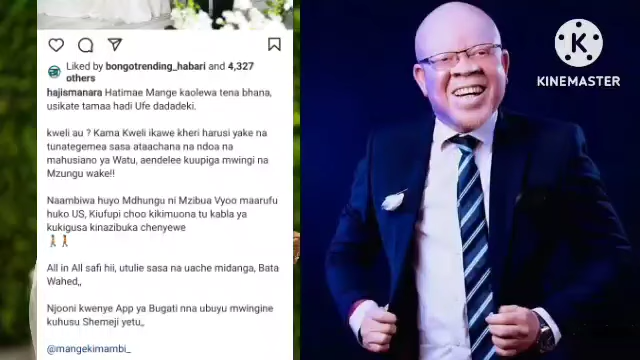 Liked by bongotrending_habari and 4,327
others
hajismanara Hatimae Mange kaolewa tena bhana,
usikate tamaa hadi Ufe dadadeki.
kweli au ? Kama Kweli ikawe kheri harusi yake na
tunategemea sasa ataachana na ndoa na
mahusiano ya Watu, aendelee kuupiga mwingi na
Mzungu wake!!
Naambiwa huyo Mdhungu ni Mzibua Vyoo maarufu
huko US, Kiufupi choo kikimuona tu kabla ya
kukigusa kinazibuka chenyewe
🚶🚶
All in All safi hii, utulie sasa na uache midanga, Bata
Wahed,,
Njooni kwenye App ya Bugati nna ubuyu mwingine
kuhusu Shemeji yetu,,
@mangekimambi_
K
KINEMASTER